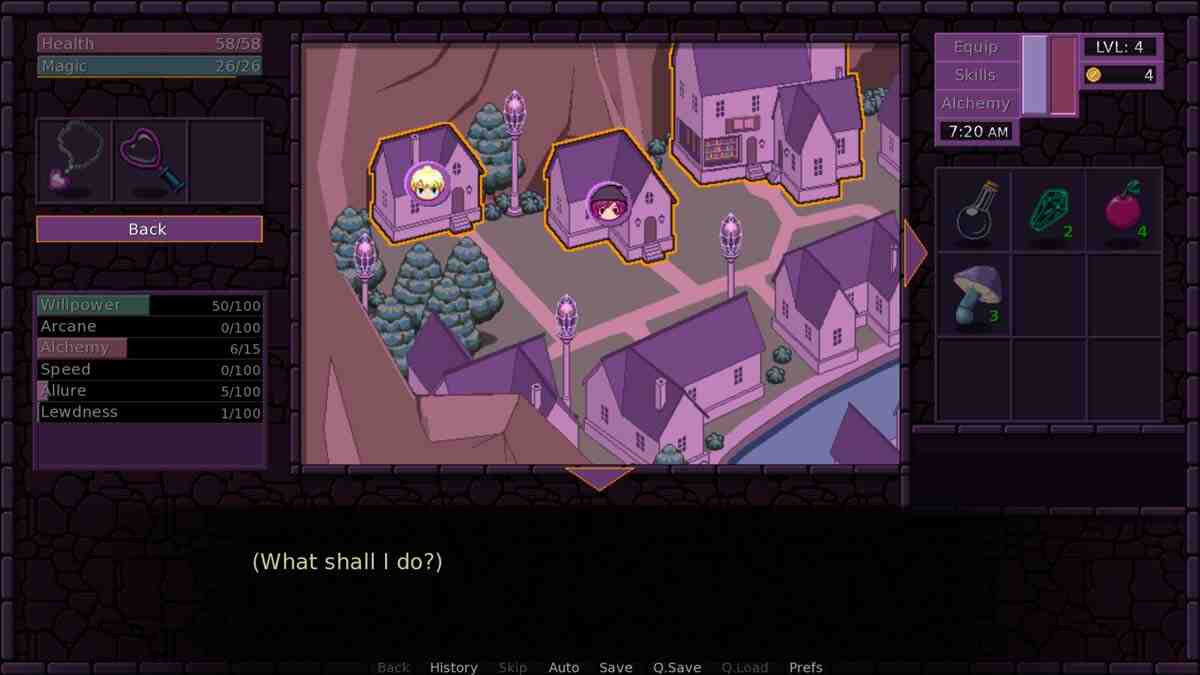 Health 58/58
Magic 26/26
Back
Willpower 50/100
Arcane 0/100
Alchemy 6/15
Speed 0/100
Allure 5/100
Lewdness 1/100
Equip
Skills
Alchemy
LVL: 4
4
7:20 AM
2
4
3
(What shall I do?)
Back History Skip Auto Save Q.Save Q.Load Prefs